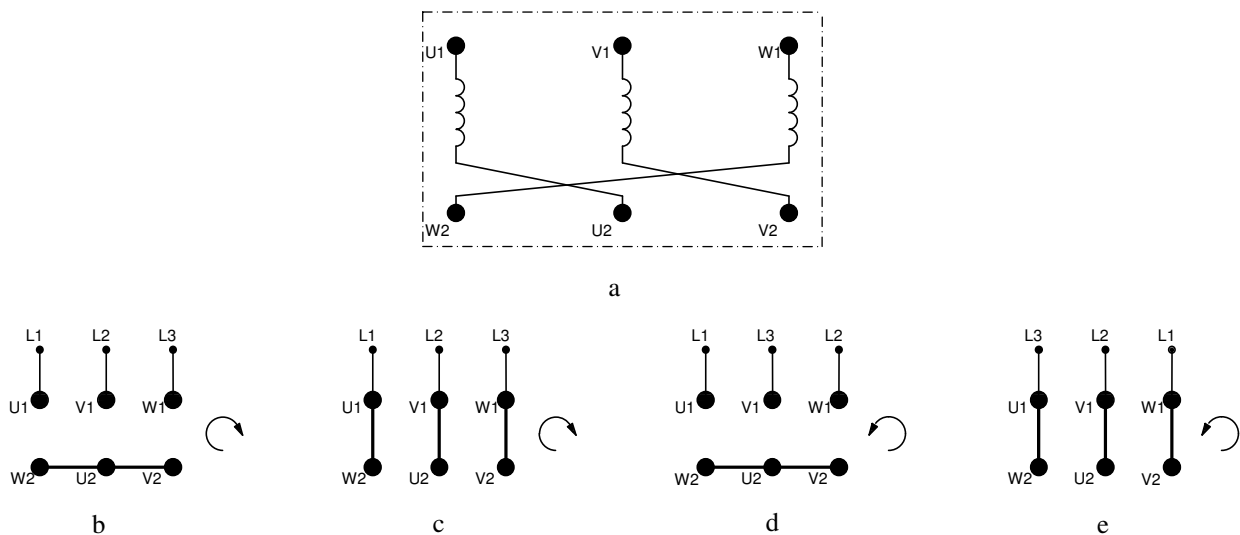 U1 V1 W1
W2 U2 V2
a
L1 L2 L3 L1 L2 L3 L1 L3 L2 L3 L2 L1
U1 V1 W1 U1 V1 W1 U1 V1 W1 U1 V1 W1
W2 U2 V2 W2 U2 V2 W2 U2 V2 W2 U2 V2
b c d e